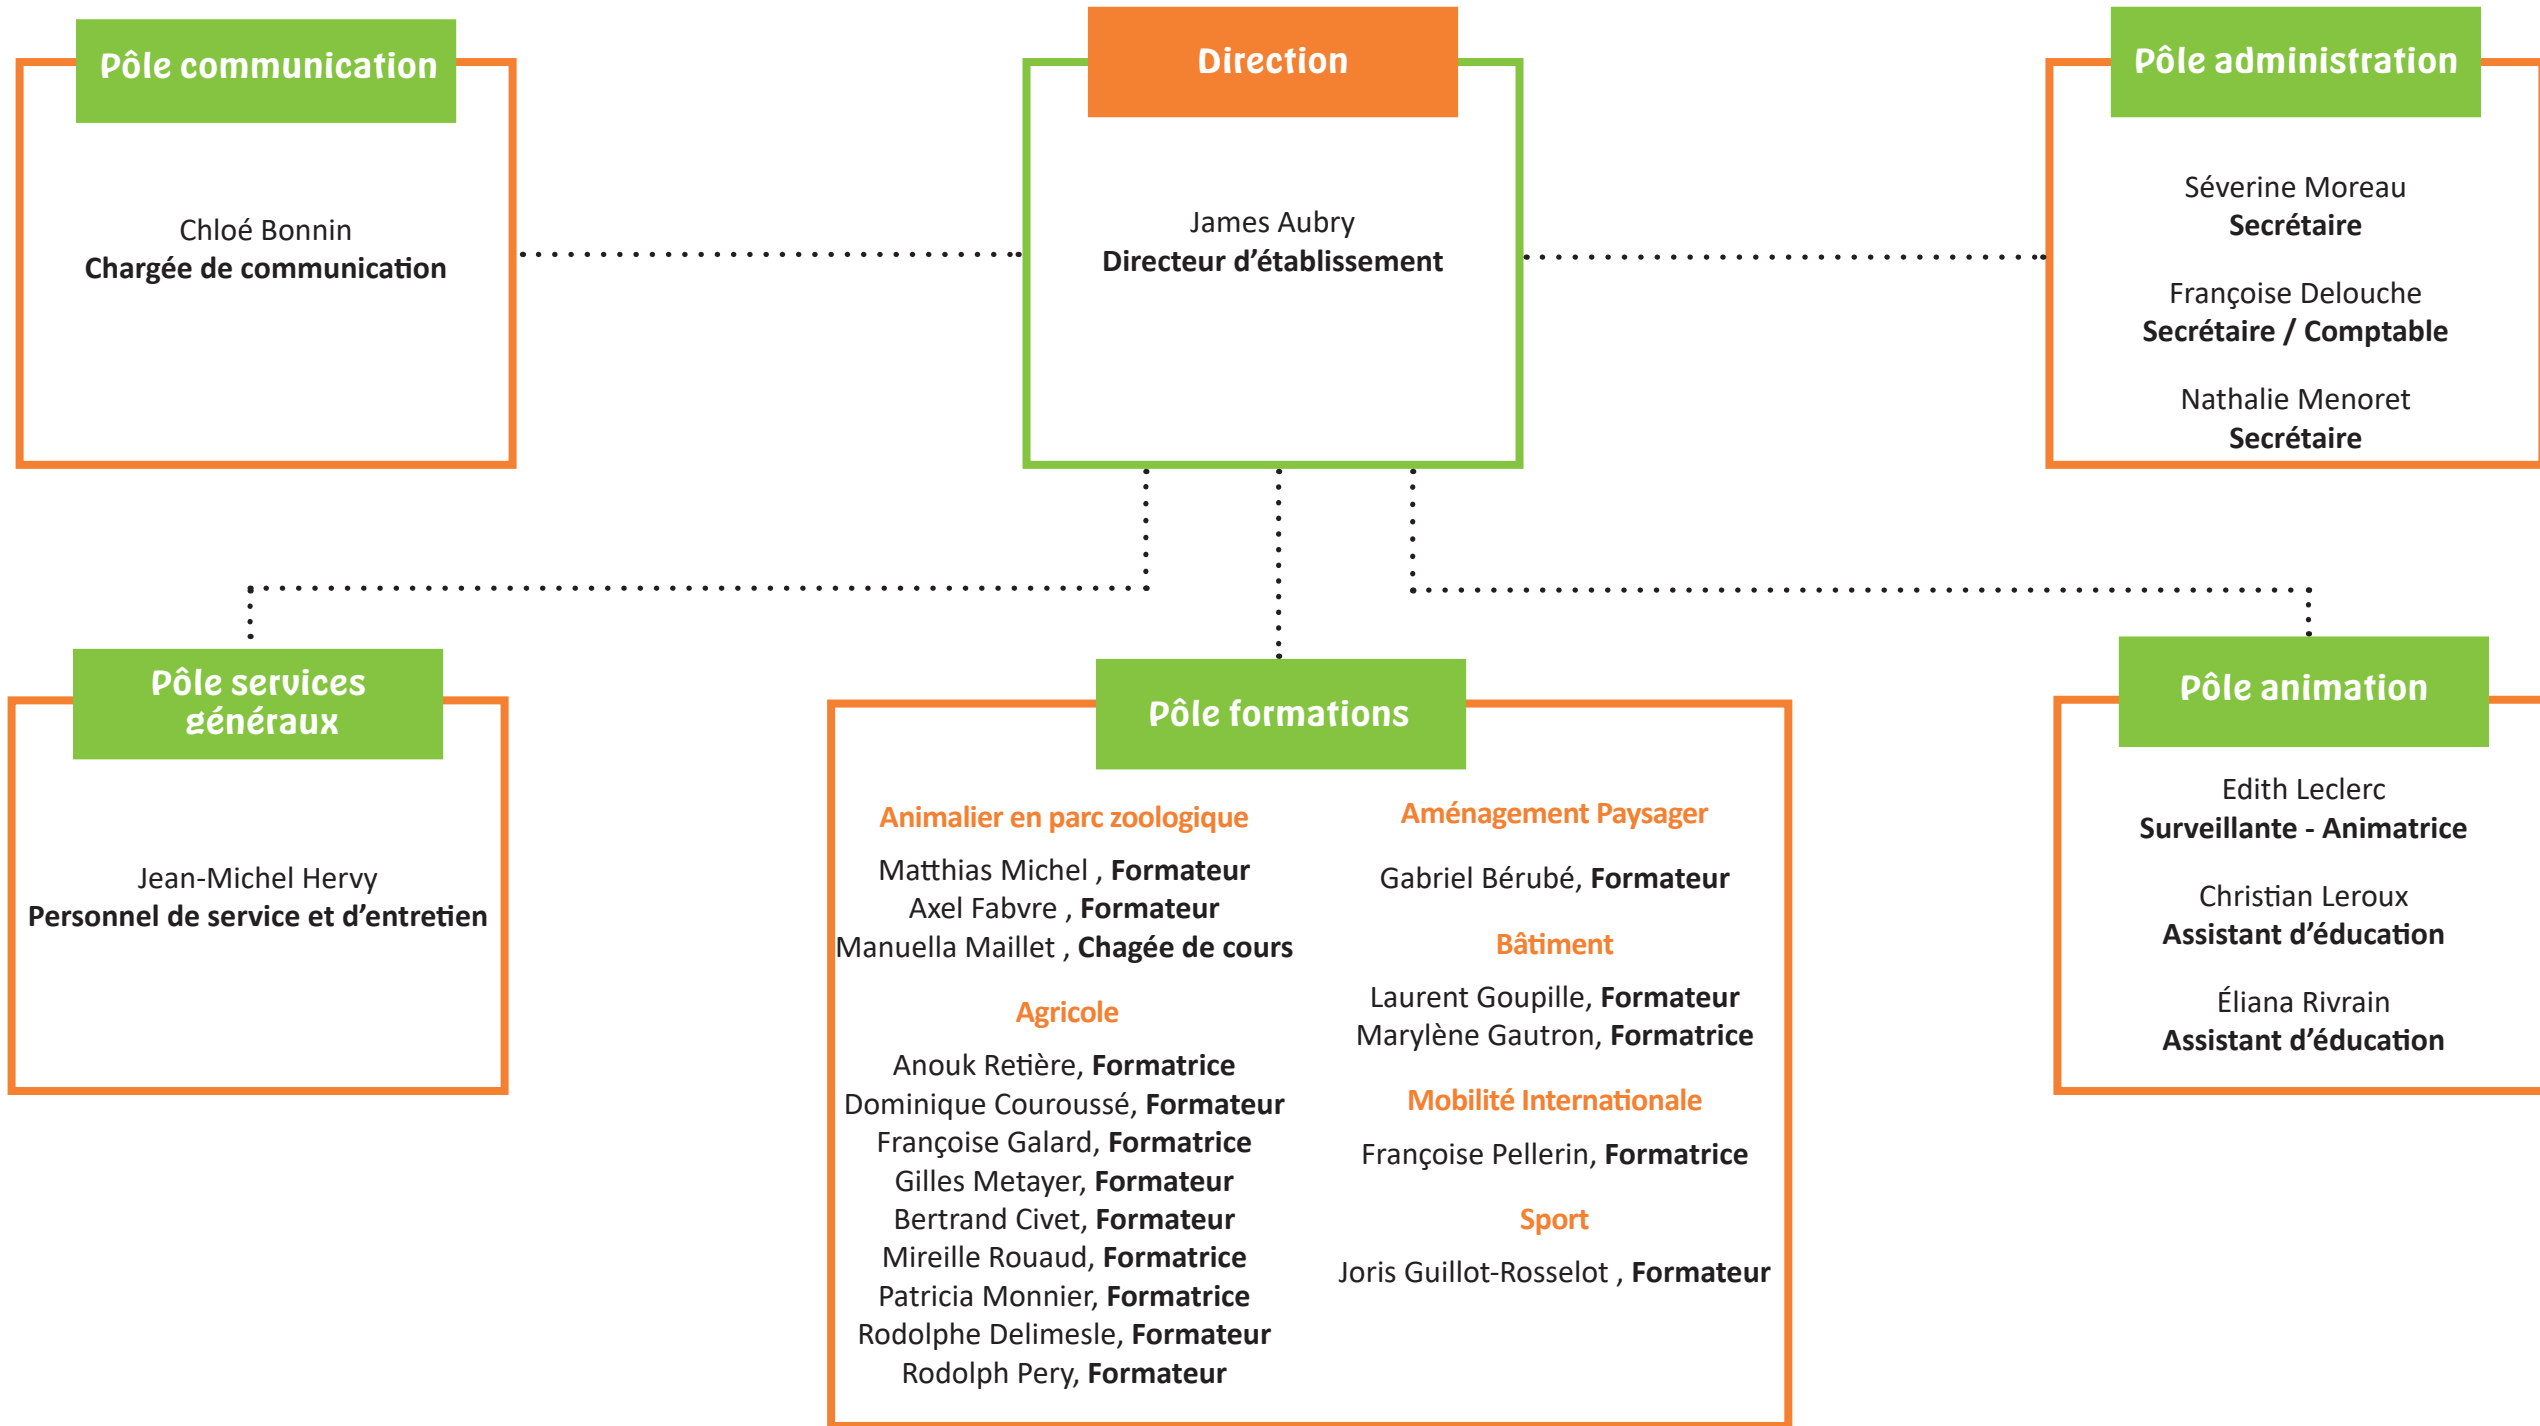 Pôle communication
Chloé Bonnin
Chargée de communication
Direction
James Aubry
Directeur d’établissement
Pôle administration
Séverine Moreau
Secrétaire
Françoise Delouche
Secrétaire / Comptable
Nathalie Menoret
Secrétaire
Pôle services
généraux
Jean-Michel Hervy
Personnel de service et d’entretien
Pôle formations
Animalier en parc zoologique
Matthias Michel , Formateur
Axel Fabvre , Formateur
Manuella Maillet , Chagée de cours
Agricole
Anouk Retière, Formatrice
Dominique Couroussé, Formateur
Françoise Galard, Formatrice
Gilles Metayer, Formateur
Bertrand Civet, Formateur
Mireille Rouaud, Formatrice
Patricia Monnier, Formatrice
Rodolphe Delimesle, Formateur
Rodolph Pery, Formateur
Aménagement Paysager
Gabriel Bérubé, Formateur
Bâtiment
Laurent Goupille, Formateur
Marylène Gautron, Formatrice
Mobilité Internationale
Françoise Pellerin, Formatrice
Sport
Joris Guillot-Rosselot , Formateur
Pôle animation
Edith Leclerc
Surveillante - Animatrice
Christian Leroux
Assistant d’éducation
Éliana Rivrain
Assistant d’éducation